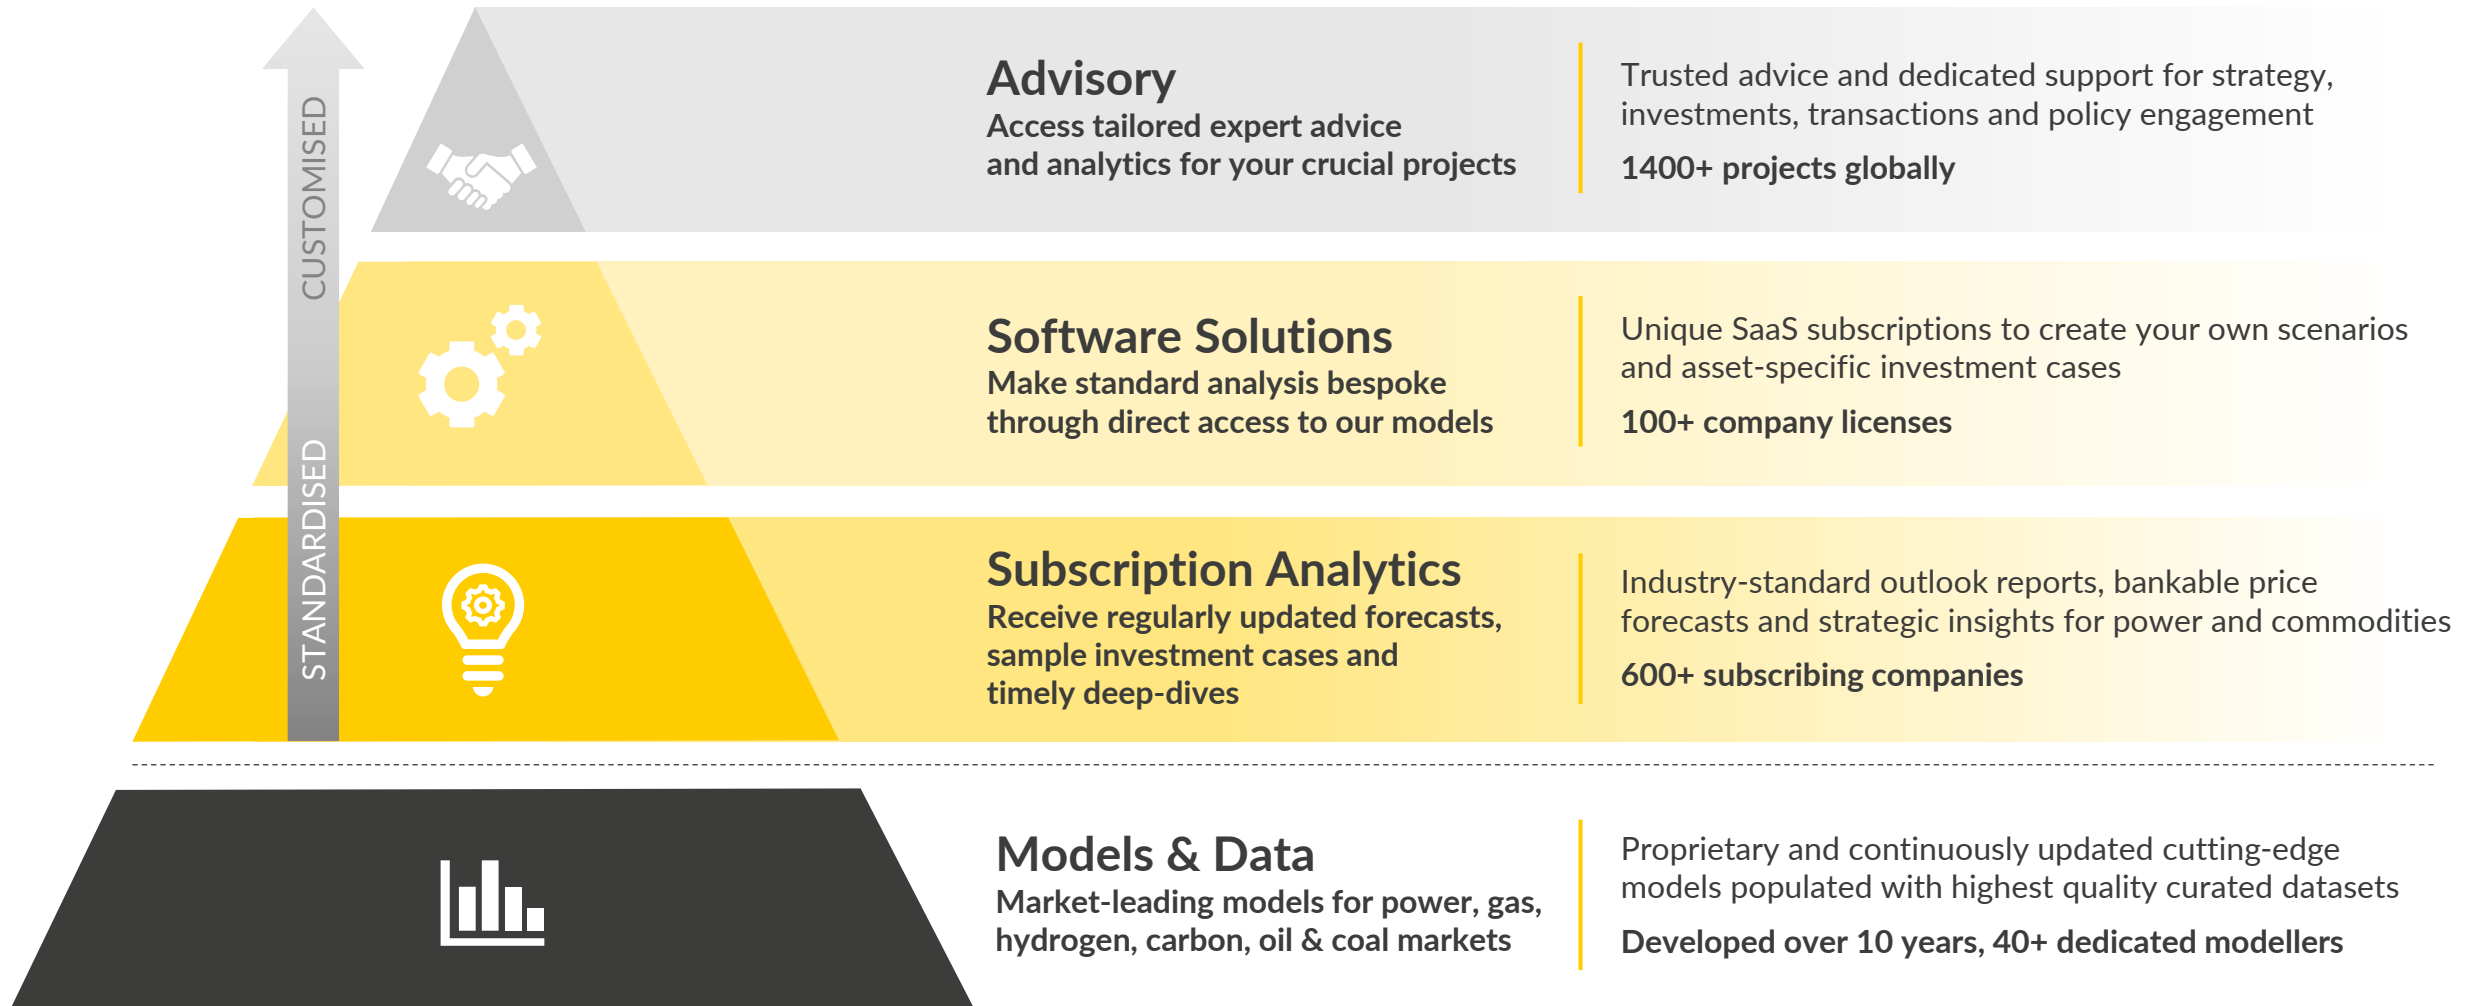 CUSTOMISED
STANDARDISED
Advisory
Access tailored expert advice
and analytics for your crucial projects
Trusted advice and dedicated support for strategy,
investments, transactions and policy engagement
1400+ projects globally
Software Solutions
Make standard analysis bespoke
through direct access to our models
Unique SaaS subscriptions to create your own scenarios
and asset-specific investment cases
100+ company licenses
Subscription Analytics
Receive regularly updated forecasts,
sample investment cases and
timely deep-dives
Industry-standard outlook reports, bankable price
forecasts and strategic insights for power and commodities
600+ subscribing companies
Models & Data
Market-leading models for power, gas,
hydrogen, carbon, oil & coal markets
Proprietary and continuously updated cutting-edge
models populated with highest quality curated datasets
Developed over 10 years, 40+ dedicated modellers